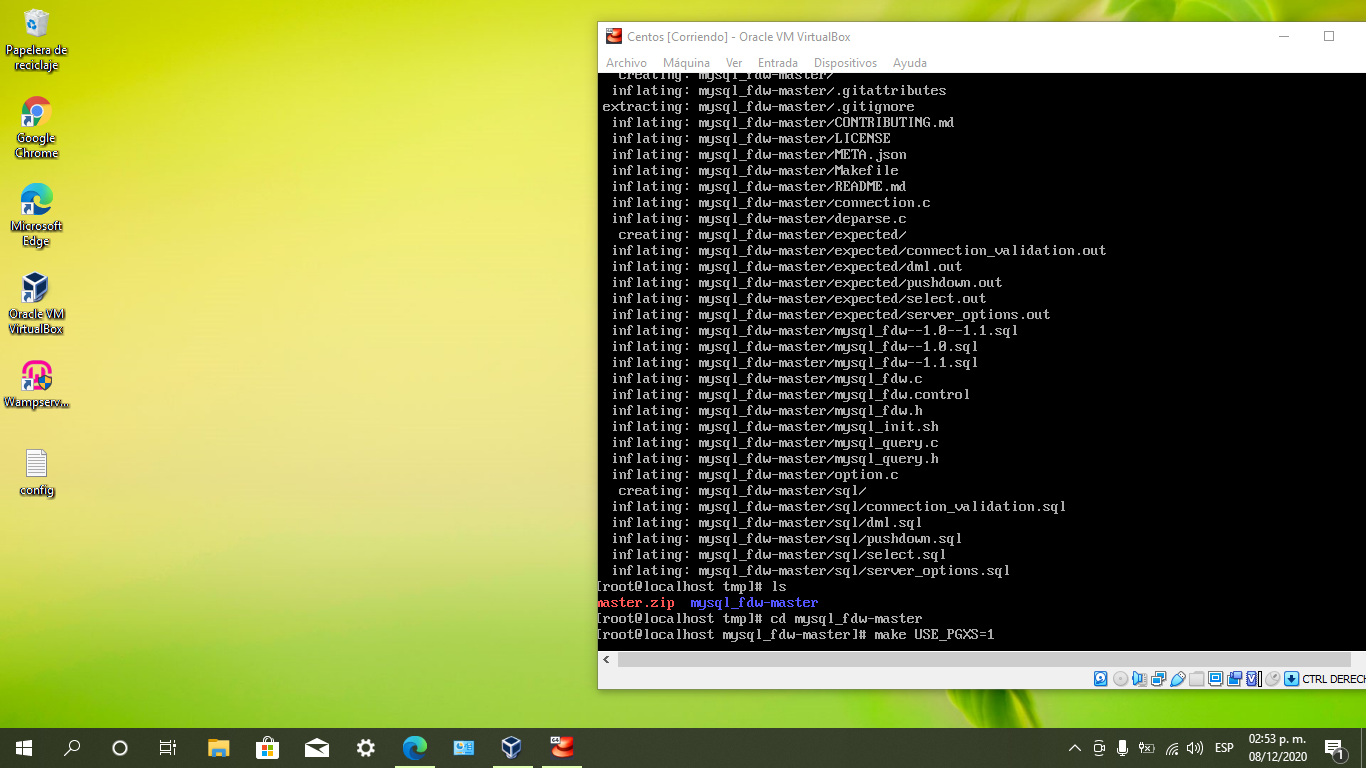 Papelera de
reciclaje
Google
Chrome
Microsoft
Edge
Oracle VM
VirtualBox
Wampserv...
config
Centos [Corriendo] - Oracle VM VirtualBox
Archivo Máquina Ver Entrada Dispositivos Ayuda
creating: mysql_fdw-master/
inflating: mysql_fdw-master/.gitattributes
extracting: mysql_fdw-master/.gitignore
inflating: mysql_fdw-master/CONTRIBUTING.md
inflating: mysql_fdw-master/LICENSE
inflating: mysql_fdw-master/META.json
inflating: mysql_fdw-master/Makefile
inflating: mysql_fdw-master/README.md
inflating: mysql_fdw-master/connection.c
inflating: mysql_fdw-master/deparse.c
creating: mysql_fdw-master/expected/
inflating: mysql_fdw-master/expected/connection_validation.out
inflating: mysql_fdw-master/expected/dml.out
inflating: mysql_fdw-master/expected/pushdown.out
inflating: mysql_fdw-master/expected/select.out
inflating: mysql_fdw-master/expected/server_options.out
inflating: mysql_fdw-master/mysql_fdw--1.0--1.1.sql
inflating: mysql_fdw-master/mysql_fdw--1.0.sql
inflating: mysql_fdw-master/mysql_fdw--1.1.sql
inflating: mysql_fdw-master/mysql_fdw.c
inflating: mysql_fdw-master/mysql_fdw.control
inflating: mysql_fdw-master/mysql_fdw.h
inflating: mysql_fdw-master/mysql_init.sh
inflating: mysql_fdw-master/mysql_query.c
inflating: mysql_fdw-master/mysql_query.h
inflating: mysql_fdw-master/option.c
creating: mysql_fdw-master/sql/
inflating: mysql_fdw-master/sql/connection_validation.sql
inflating: mysql_fdw-master/sql/dml.sql
inflating: mysql_fdw-master/sql/pushdown.sql
inflating: mysql_fdw-master/sql/select.sql
inflating: mysql_fdw-master/sql/server_options.sql
[root@localhost tmp]# ls
master.zip mysql_fdw-master
[root@localhost tmp]# cd mysql_fdw-master
[root@localhost mysql_fdw-master]# make USE_PGXS=1
CTRL DERECH
64
ESP
02:53 p. m.
08/12/2020
1